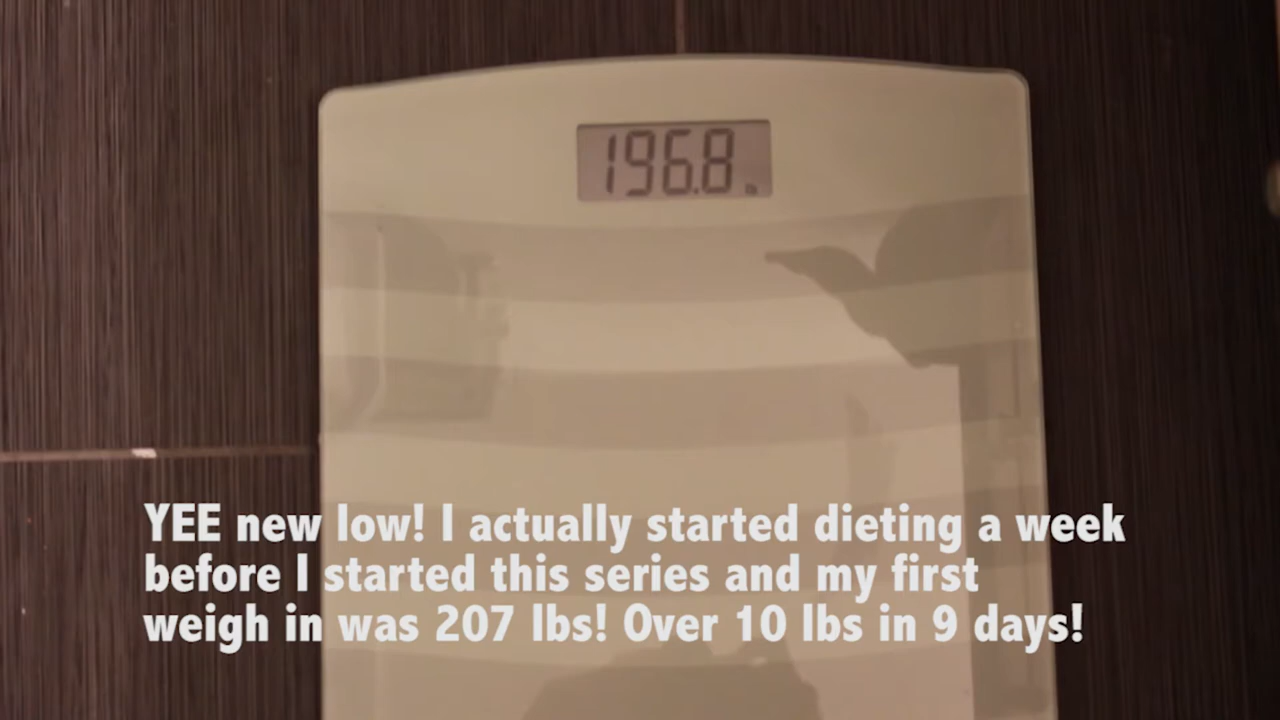 196.8 lb
YEE new low! I actually started dieting a week
before I started this series and my first
weigh in was 207 lbs! Over 10 lbs in 9 days!